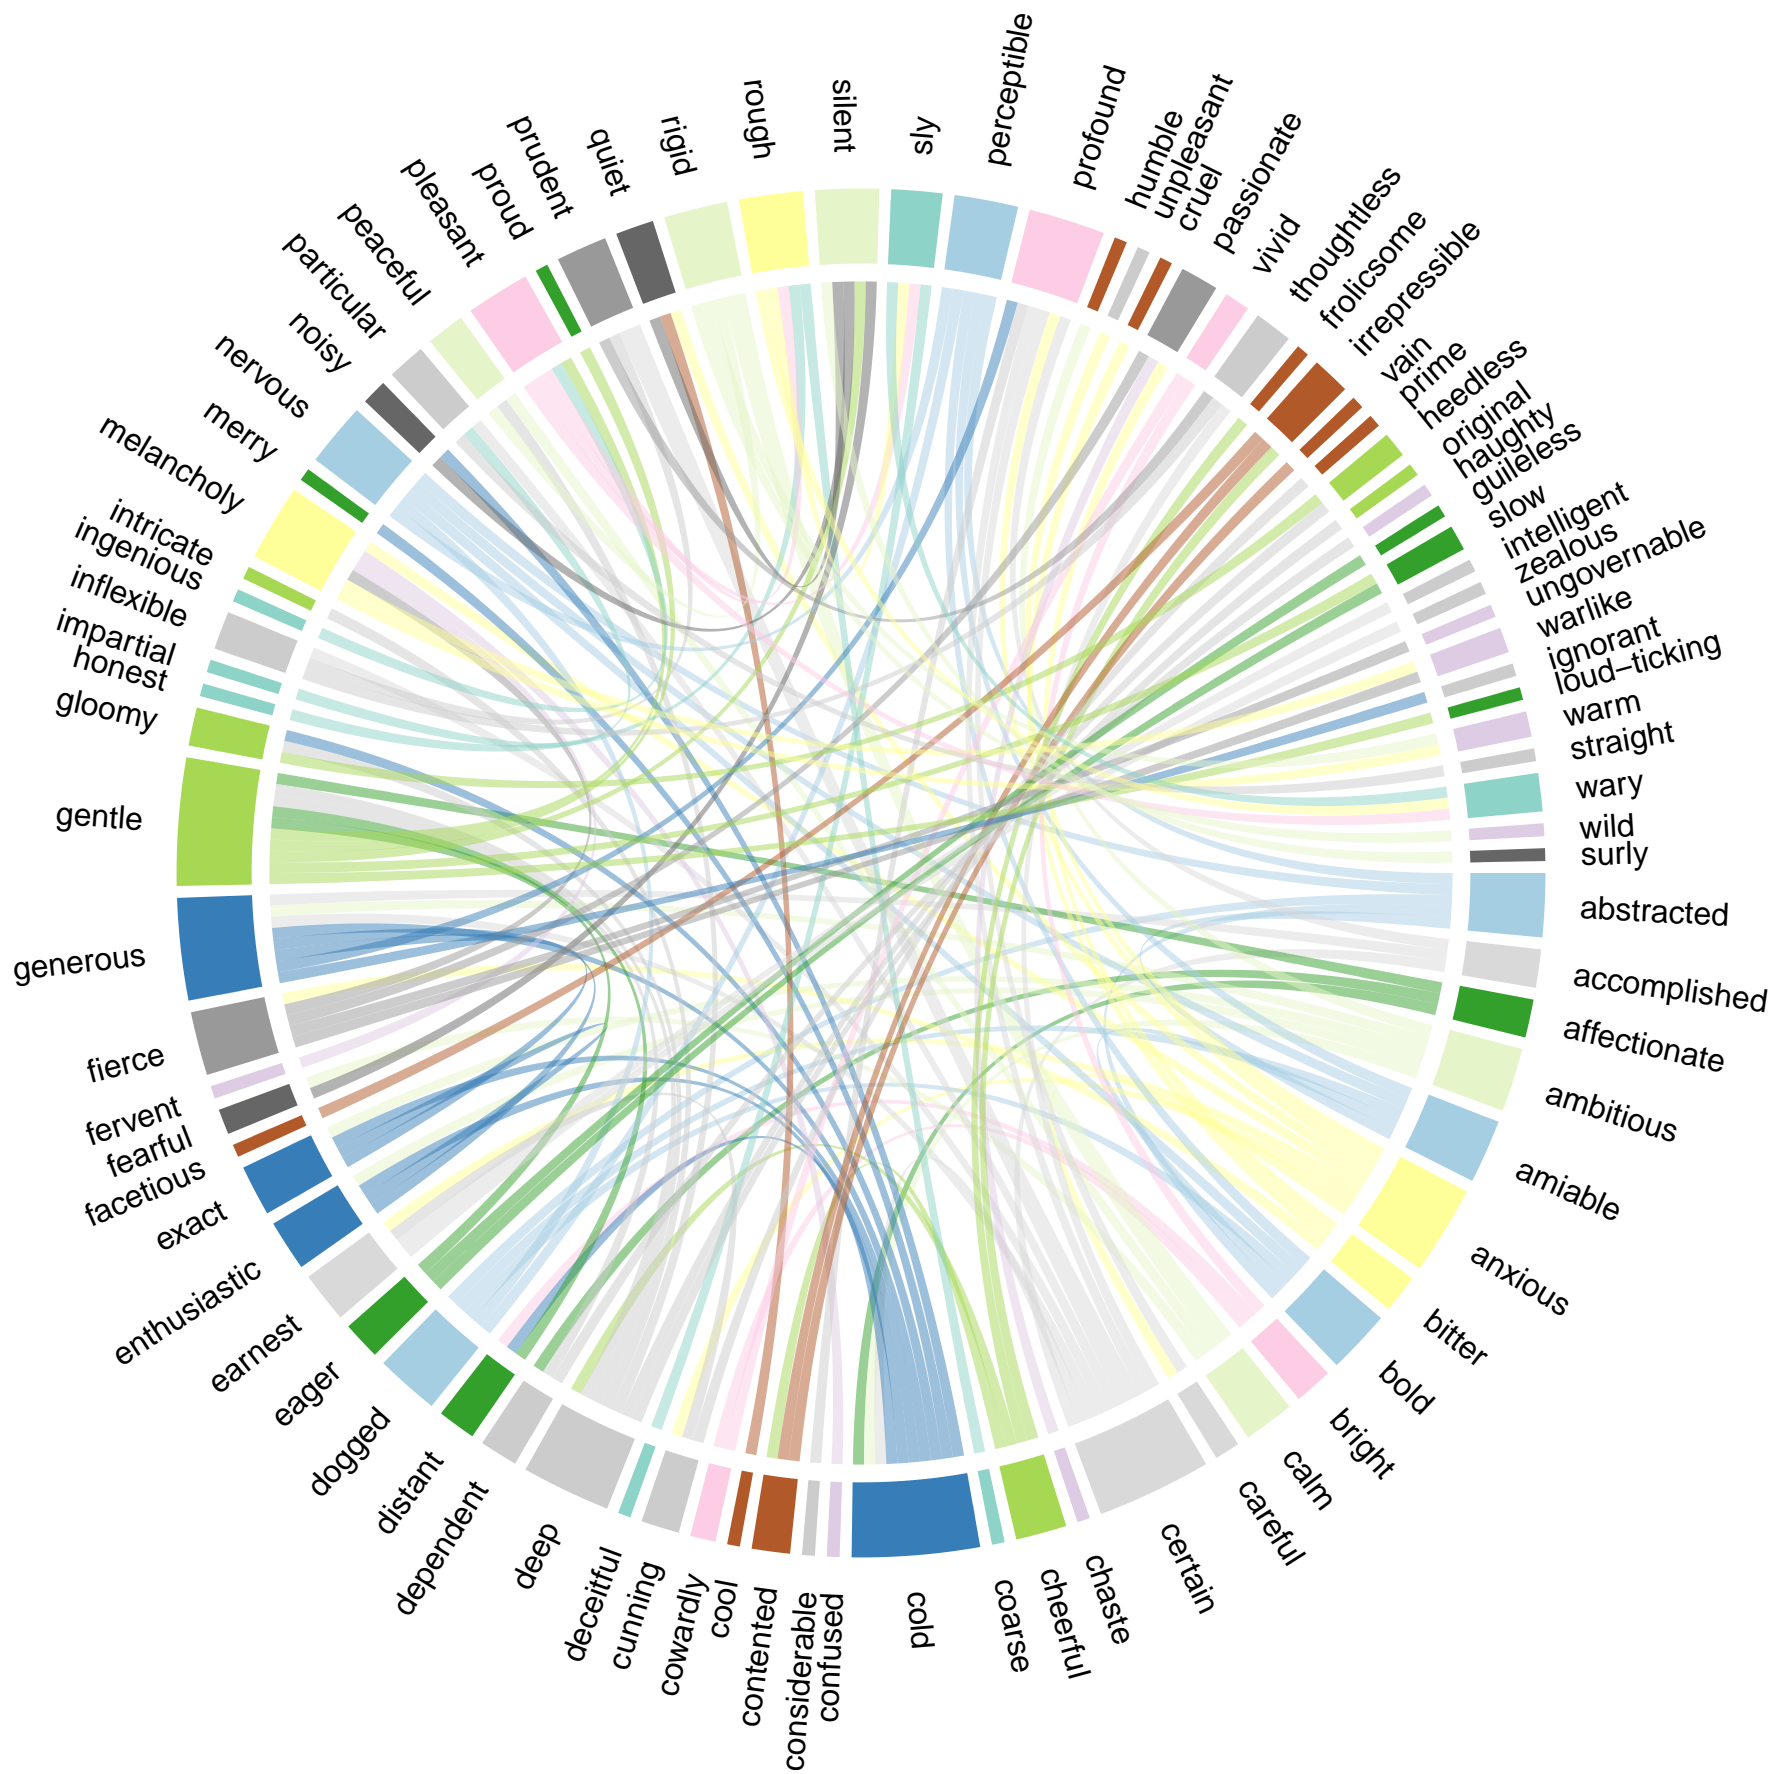 perceptible
profound
humble
unpleasant
cruel
passionate
vivid
thoughtless
frolicsome
irrepressible
vain
prime
heedless
original
haughty
guileless
slow
intelligent
zealous
ungovernable
warlike
ignorant
loud–ticking
warm
straight
wary
wild
surly
abstracted
accomplished
affectionate
ambitious
amiable
anxious
bitter
bold
bright
calm
careful
certain
chaste
cheerful
coarse
cold
confused
considerable
contented
cool
cowardly
cunning
deceitful
deep
dependent
distant
dogged
eager
earnest
enthusiastic
exact
facetious
fearful
fervent
fierce
generous
gentle
gloomy
honest
impartial
inflexible
ingenious
intricate
melancholy
merry
nervous
noisy
particular
peaceful
pleasant
proud
prudent
quiet
rigid
rough
silent
sly